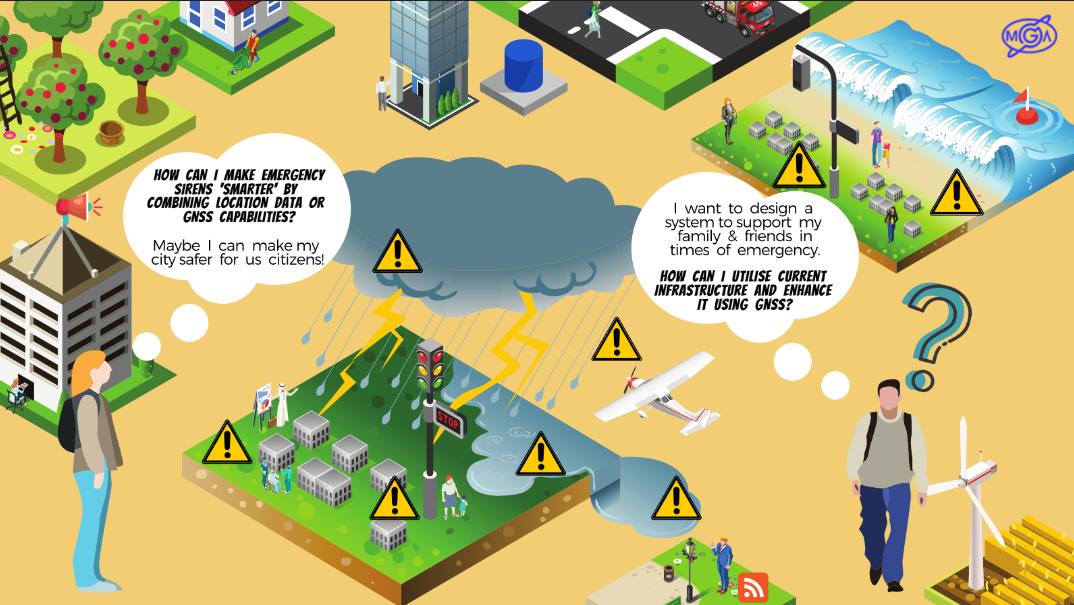 MGA
HOW CAN I MAKE EMERGENCY
SIRENS 'SMARTER' BY
COMBINING LOCATION DATA OR
GNSS CAPABILITIES?
Maybe I can make my
city safer for us citizens!
I want to design a
system to support my
family & friends in
times of emergency.
HOW CAN I UTILISE CURRENT
INFRASTRUCTURE AND ENHANCE
IT USING GNSS?
STOP